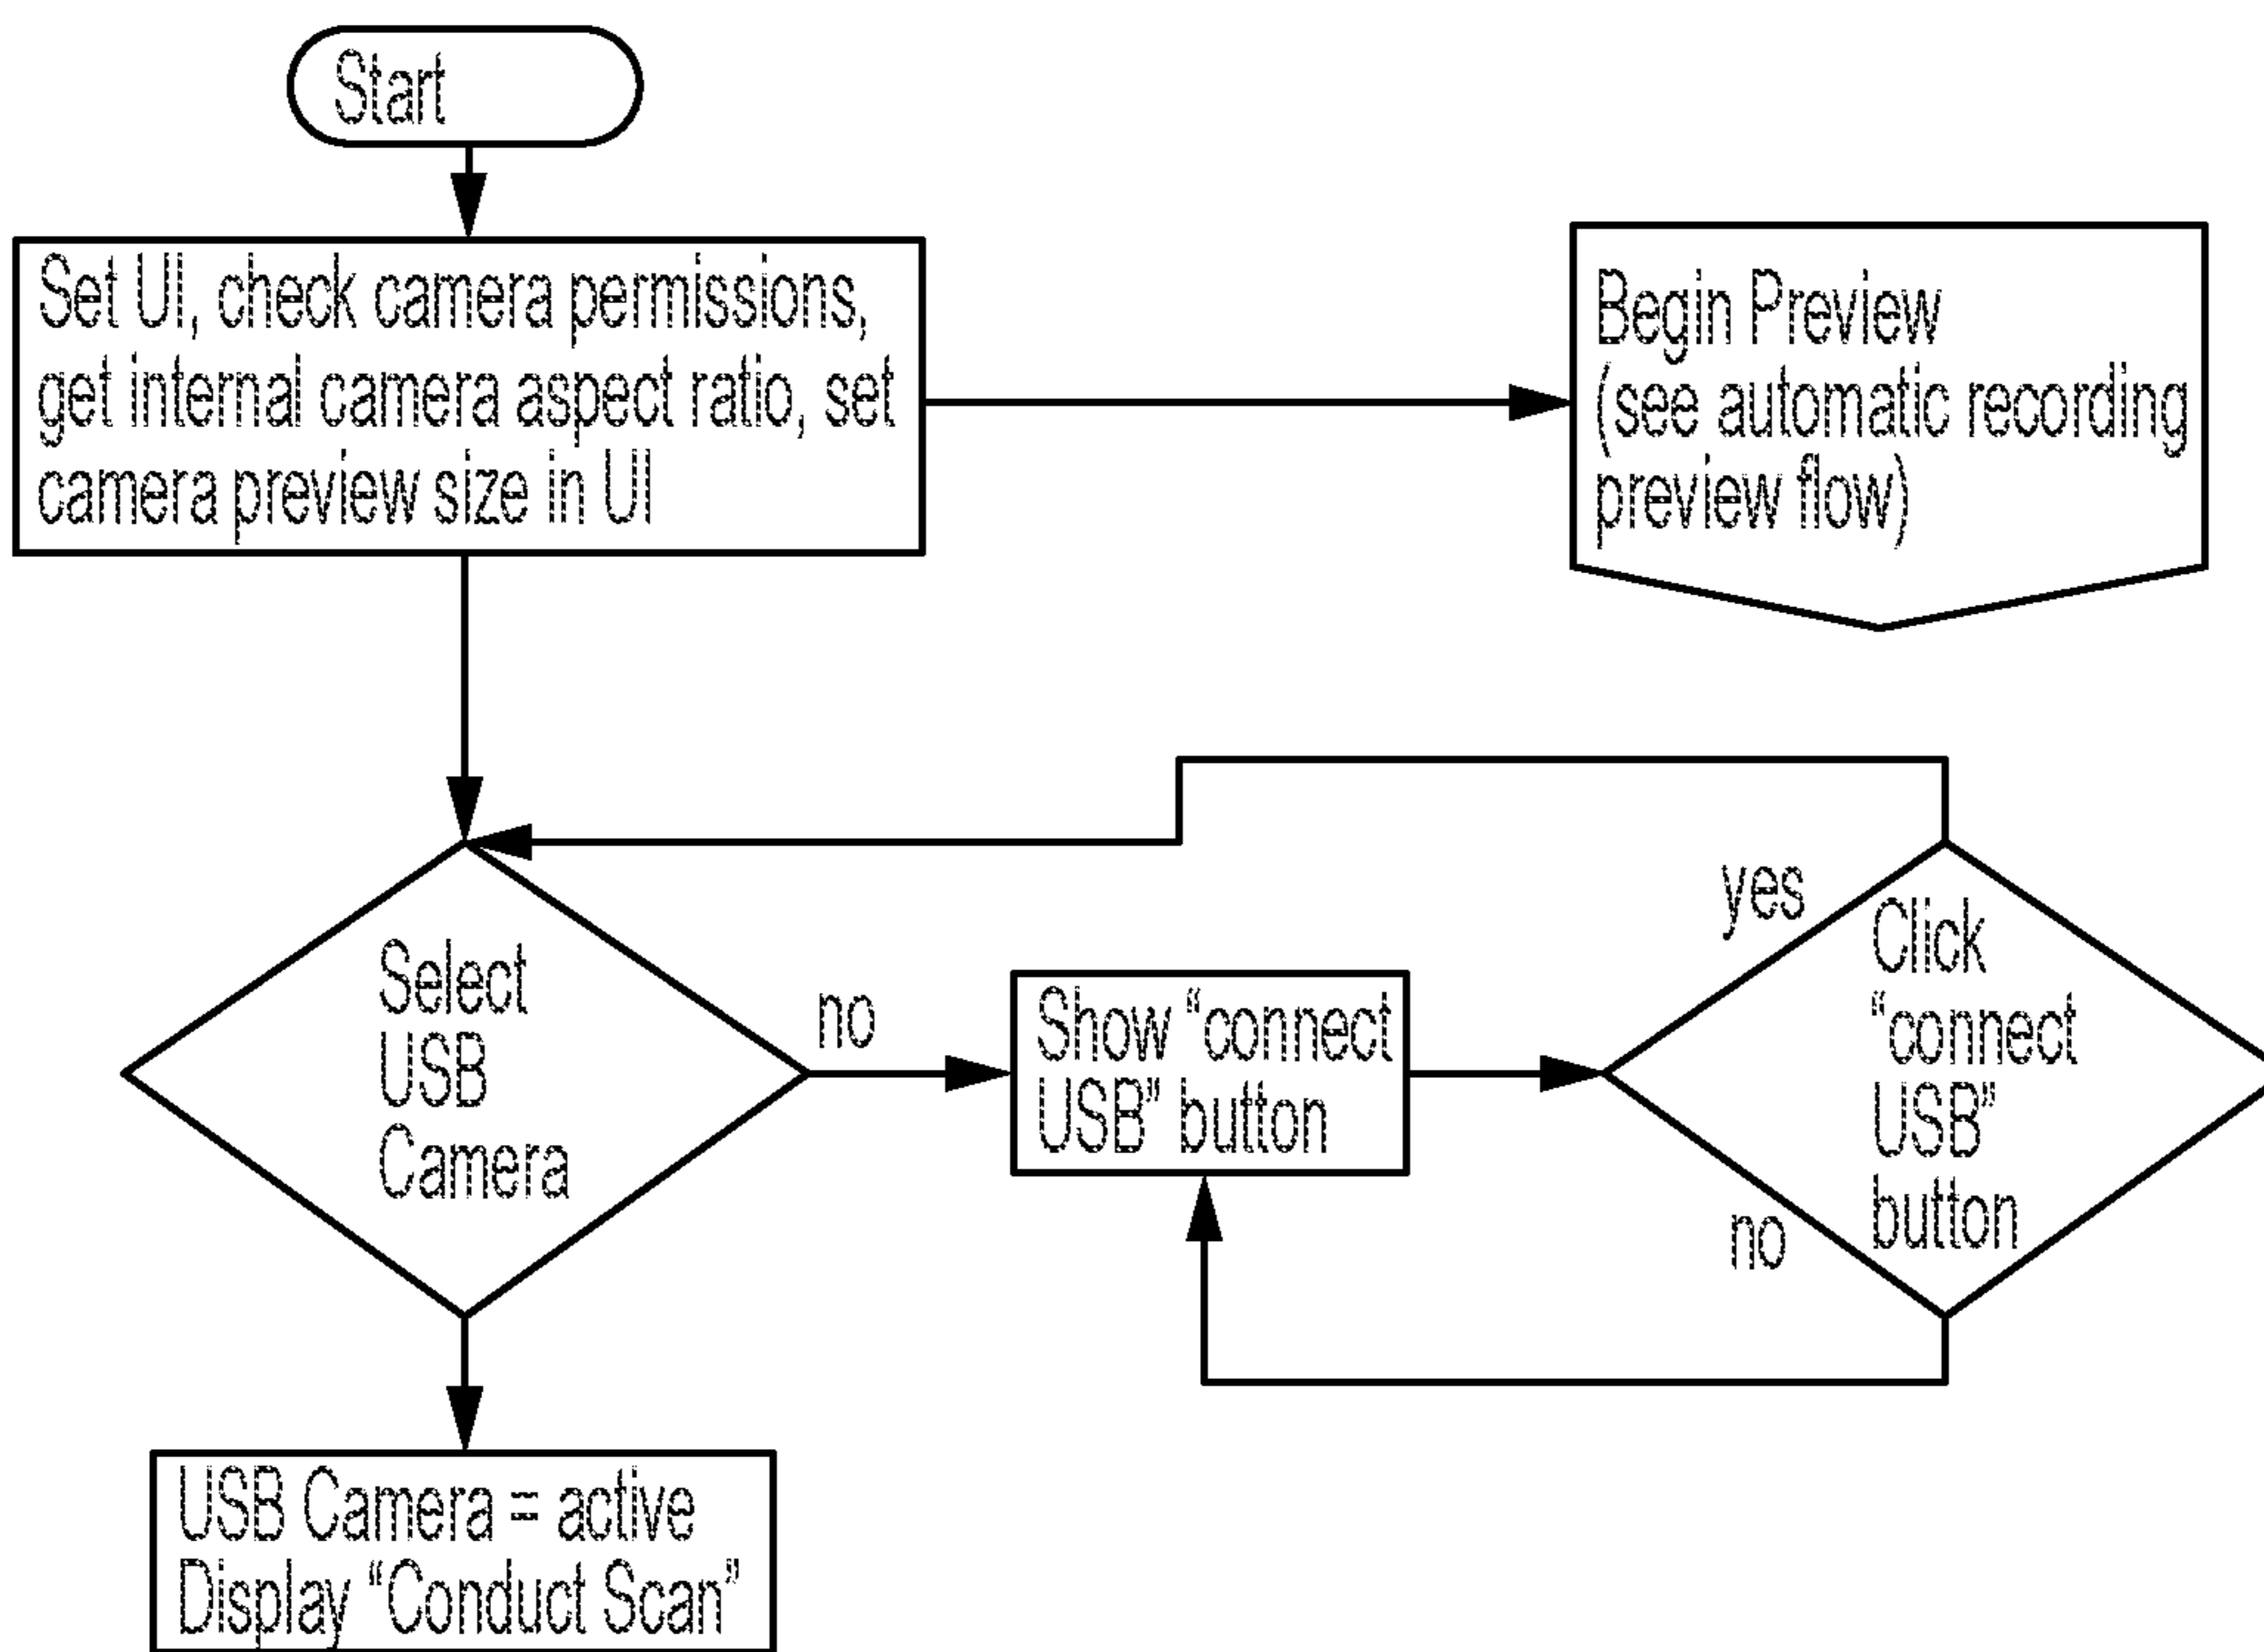 Start
Set UI, check camera permissions,
get internal camera aspect ratio, set
camera preview size in UI
Begin Preview
(see automatic recording
preview flow)
Select
USB
Camera
no
Show “connect
USB” button
yes
Click
“connect
USB”
button
no
USB Camera = active
Display “Conduct Scan”